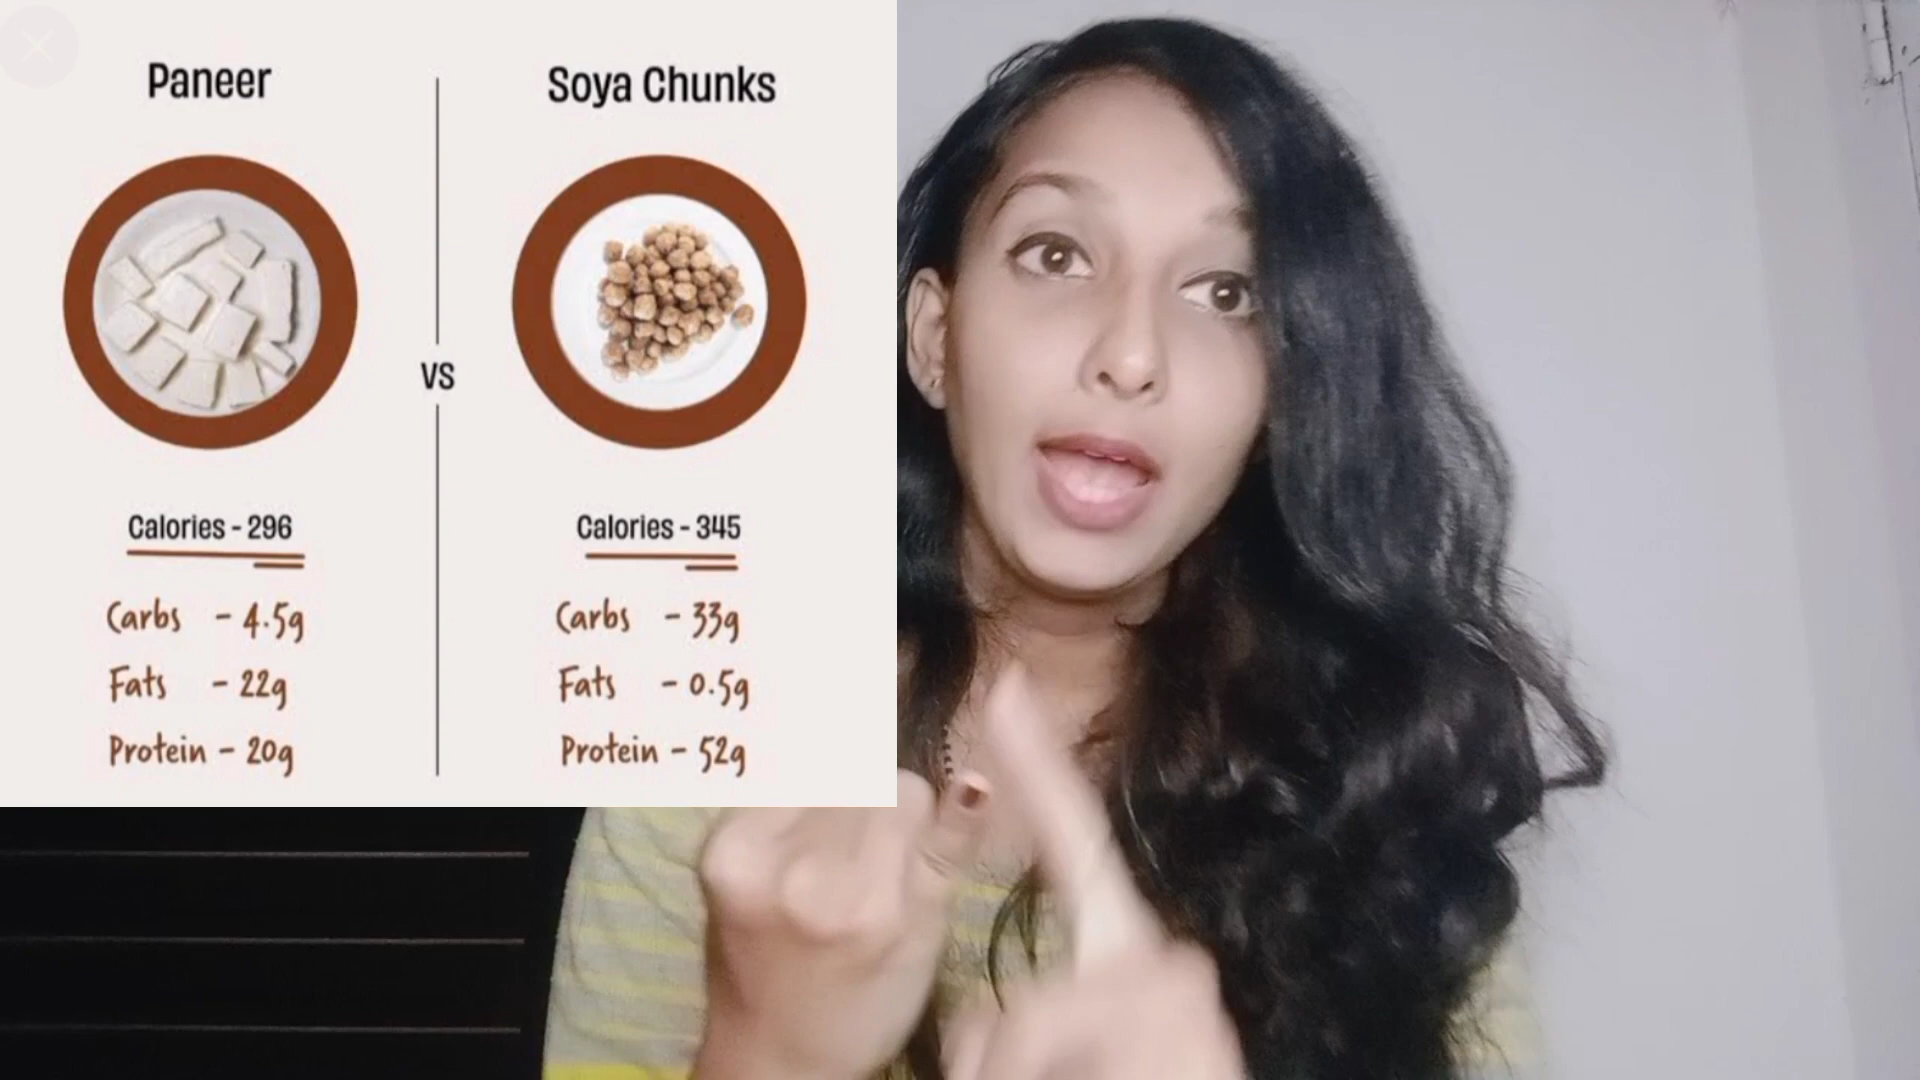 Paneer
Calories - 296
Carbs - 4.5g
Fats - 22g
Protein - 20g
VS
Soya Chunks
Calories - 345
Carbs - 33g
Fats - 0.5g
Protein - 52g